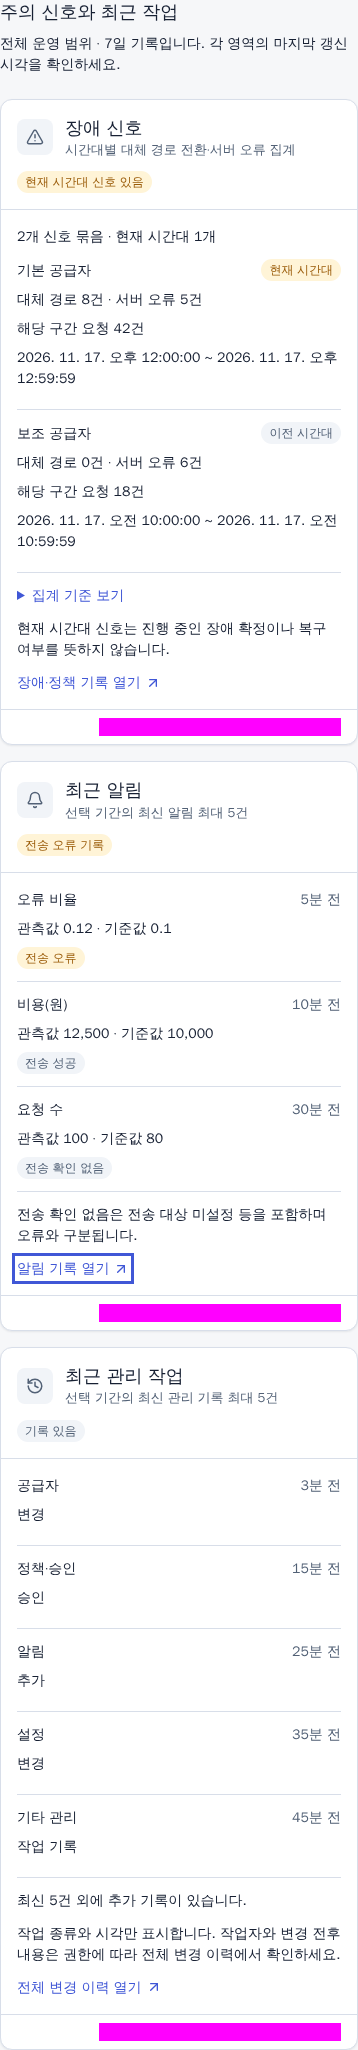 주의 신호와 최근 작업
전체 운영 범위 · 7일 기록입니다. 각 영역의 마지막 갱신
시각을 확인하세요.
장애 신호
시간대별 대체 경로 전환·서버 오류 집계
현재 시간대 신호 있음
2개 신호 묶음 · 현재 시간대 1개
기본 공급자
현재 시간대
대체 경로 8건 · 서버 오류 5건
해당 구간 요청 42건
2026. 11. 17. 오후 12:00:00 ~ 2026. 11. 17. 오후
12:59:59
보조 공급자
이전 시간대
대체 경로 0건 · 서버 오류 6건
해당 구간 요청 18건
2026. 11. 17. 오전 10:00:00 ~ 2026. 11. 17. 오전
10:59:59
집계 기준 보기
현재 시간대 신호는 진행 중인 장애 확정이나 복구
여부를 뜻하지 않습니다.
장애·정책 기록 열기
최근 알림
선택 기간의 최신 알림 최대 5건
전송 오류 기록
오류 비율
5분 전
관측값 0.12 · 기준값 0.1
전송 오류
비용(원)
10분 전
관측값 12,500 · 기준값 10,000
전송 성공
요청 수
30분 전
관측값 100 · 기준값 80
전송 확인 없음
전송 확인 없음은 전송 대상 미설정 등을 포함하며
오류와 구분됩니다.
알림 기록 열기
최근 관리 작업
선택 기간의 최신 관리 기록 최대 5건
기록 있음
공급자
3분 전
변경
정책·승인
15분 전
승인
알림
25분 전
추가
설정
35분 전
변경
기타 관리
45분 전
작업 기록
최신 5건 외에 추가 기록이 있습니다.
작업 종류와 시각만 표시합니다. 작업자와 변경 전후
내용은 권한에 따라 전체 변경 이력에서 확인하세요.
전체 변경 이력 열기